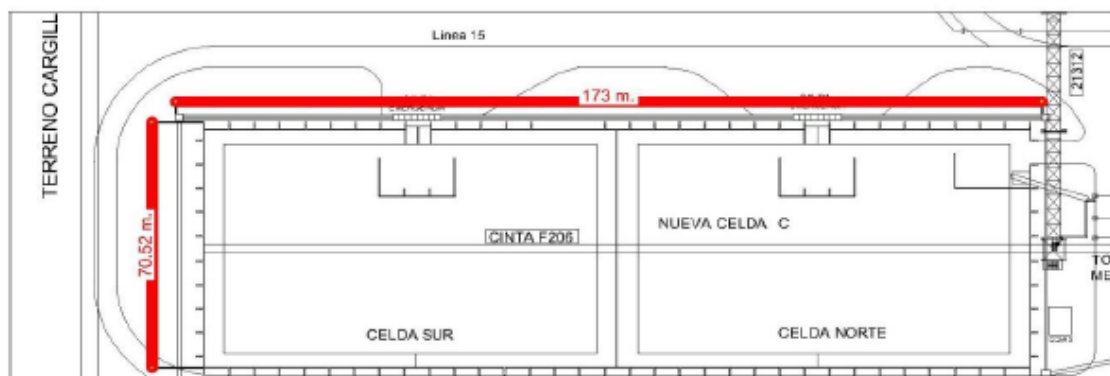 TERRENO CARGILL
Linea 15
173 m.
21312
70.52 m.
NUEVA CELDA C
CINTA F206
CELDA SUR
CELDA NORTE